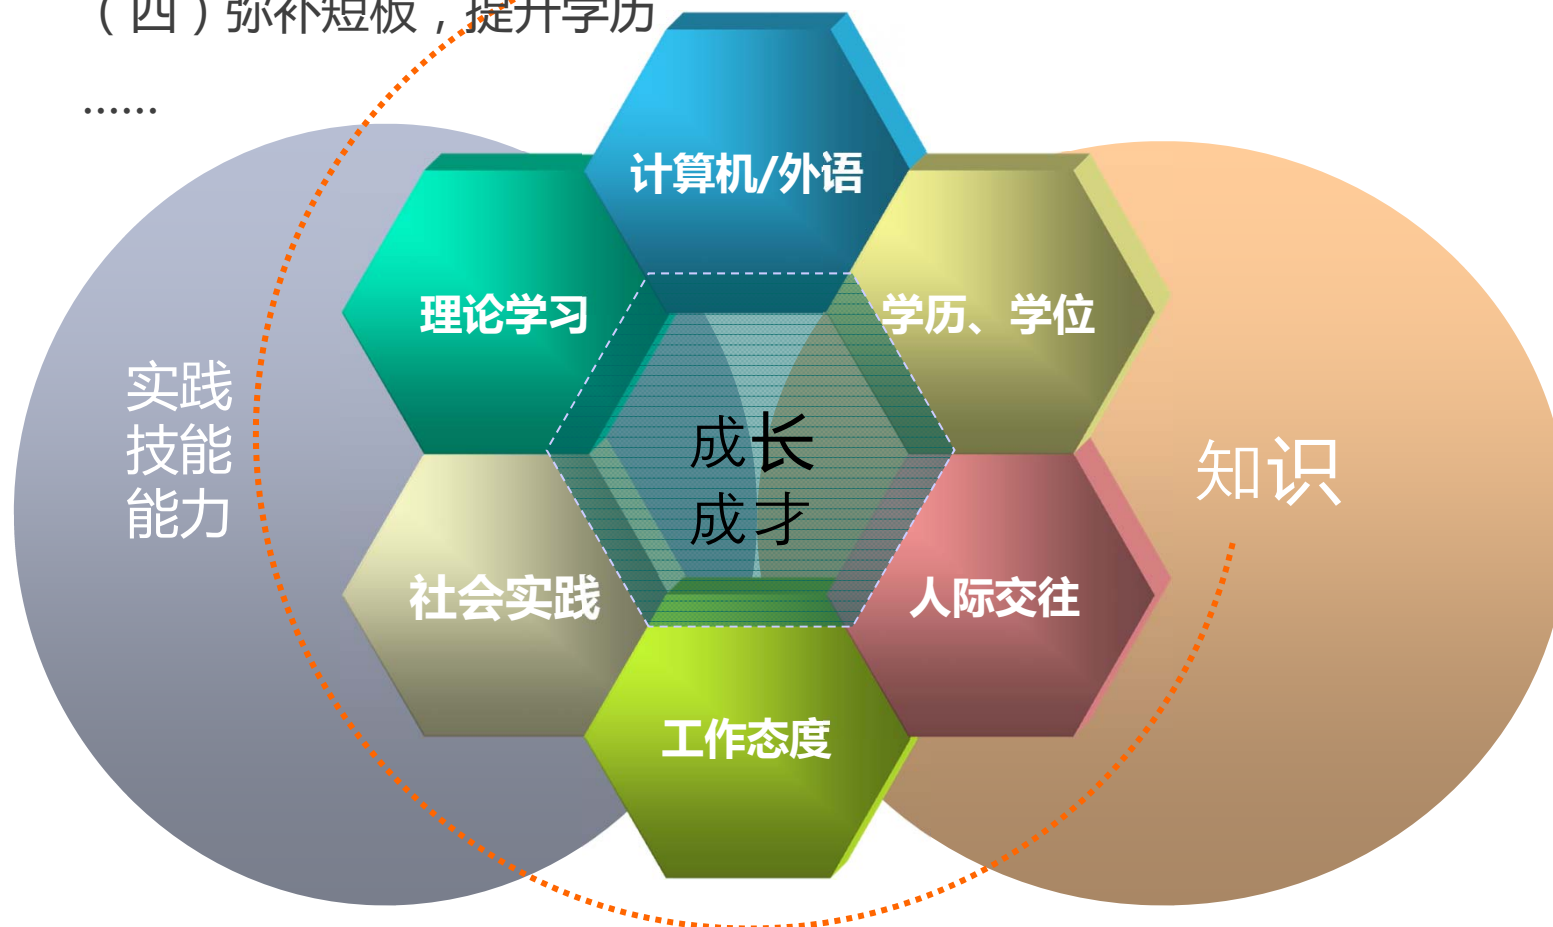 （四）弥补短板，提升学历
......
计算机/外语
理论学习
学历、学位
实践
技能
能力
成长
成才
知识
社会实践
人际交往
工作态度